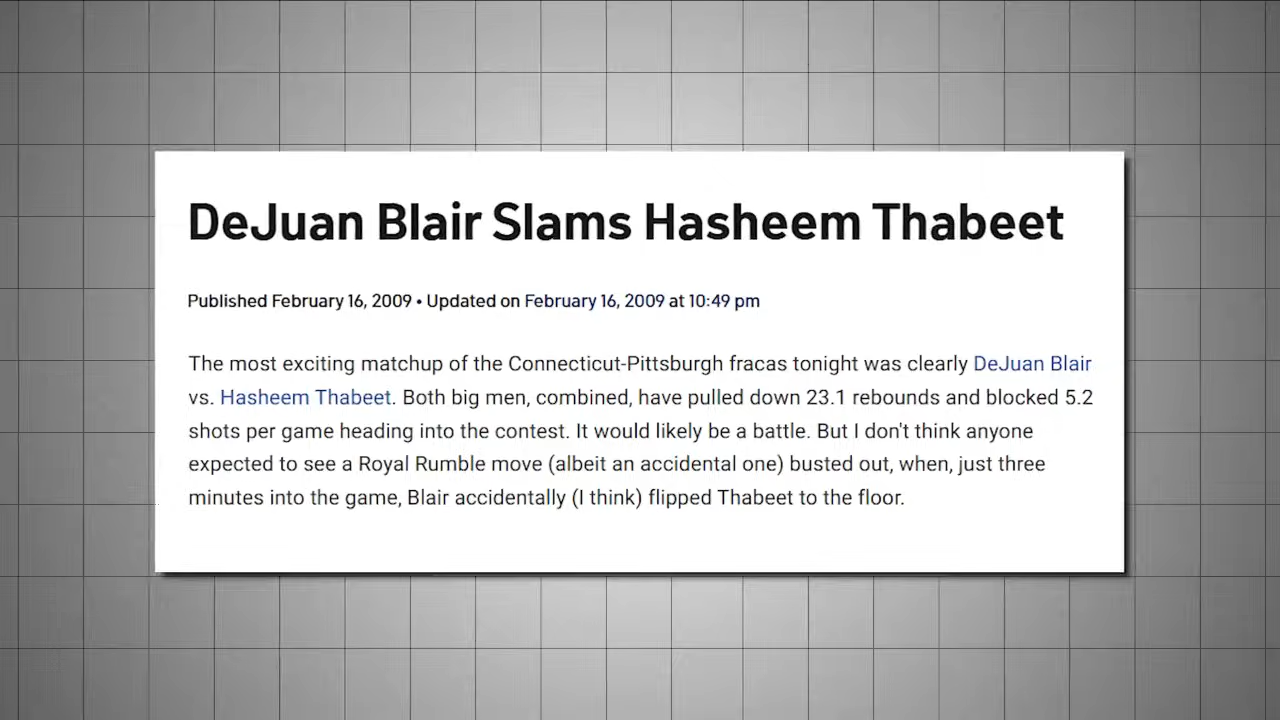 DeJuan Blair Slams Hasheem Thabeet
Published February 16, 2009 • Updated on February 16, 2009 at 10:49 pm
The most exciting matchup of the Connecticut-Pittsburgh fracas tonight was clearly DeJuan Blair
vs. Hasheem Thabeet. Both big men, combined, have pulled down 23.1 rebounds and blocked 5.2
shots per game heading into the contest. It would likely be a battle. But I don't think anyone
expected to see a Royal Rumble move (albeit an accidental one) busted out, when, just three
minutes into the game, Blair accidentally (I think) flipped Thabeet to the floor.